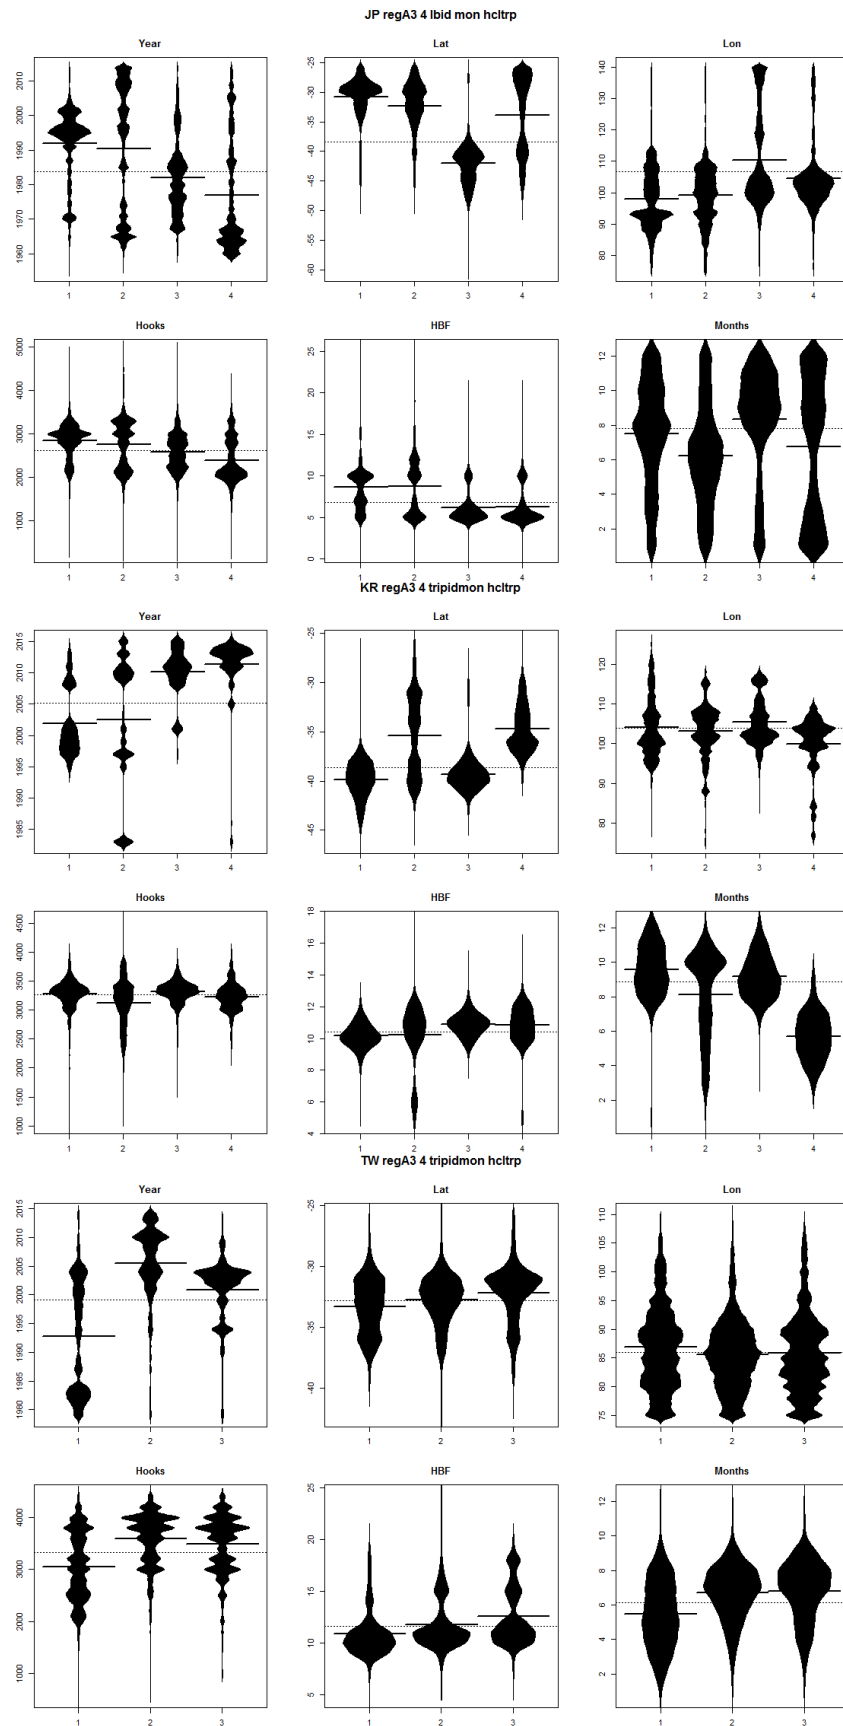 JP regA3 4 lbid mon hcltrp
Year Lat Lon
1960 1970 1980 1990 2000 2010
-60 -55 -50 -45 -40 -35 -30 -25
80 90 100 110 120 130 140
1 2 3 4 1 2 3 4 1 2 3 4
Hooks HBF Months
1000 2000 3000 4000 5000
0 5 10 15 20 25
2 4 6 8 10 12
1 2 3 4 1 2 3 4 1 2 3 4
KR regA3 4 tripidmon hcltrp
Year Lat Lon
1985 1990 1995 2000 2005 2010 2015
-45 -40 -35 -30 -25
80 90 100 110 120
1 2 3 4 1 2 3 4 1 2 3 4
Hooks HBF Months
1000 1500 2000 2500 3000 3500 4000 4500
4 6 8 10 12 14 16 18
2 4 6 8 10 12
1 2 3 4 1 2 3 4 1 2 3 4
TW regA3 4 tripidmon hcltrp
Year Lat Lon
1980 1985 1990 1995 2000 2005 2010 2015
-40 -35 -30 -25
75 80 85 90 95 100 105 110
1 2 3 1 2 3 1 2 3
Hooks HBF Months
1000 2000 3000 4000
5 10 15 20 25
2 4 6 8 10 12
1 2 3 1 2 3 1 2 3